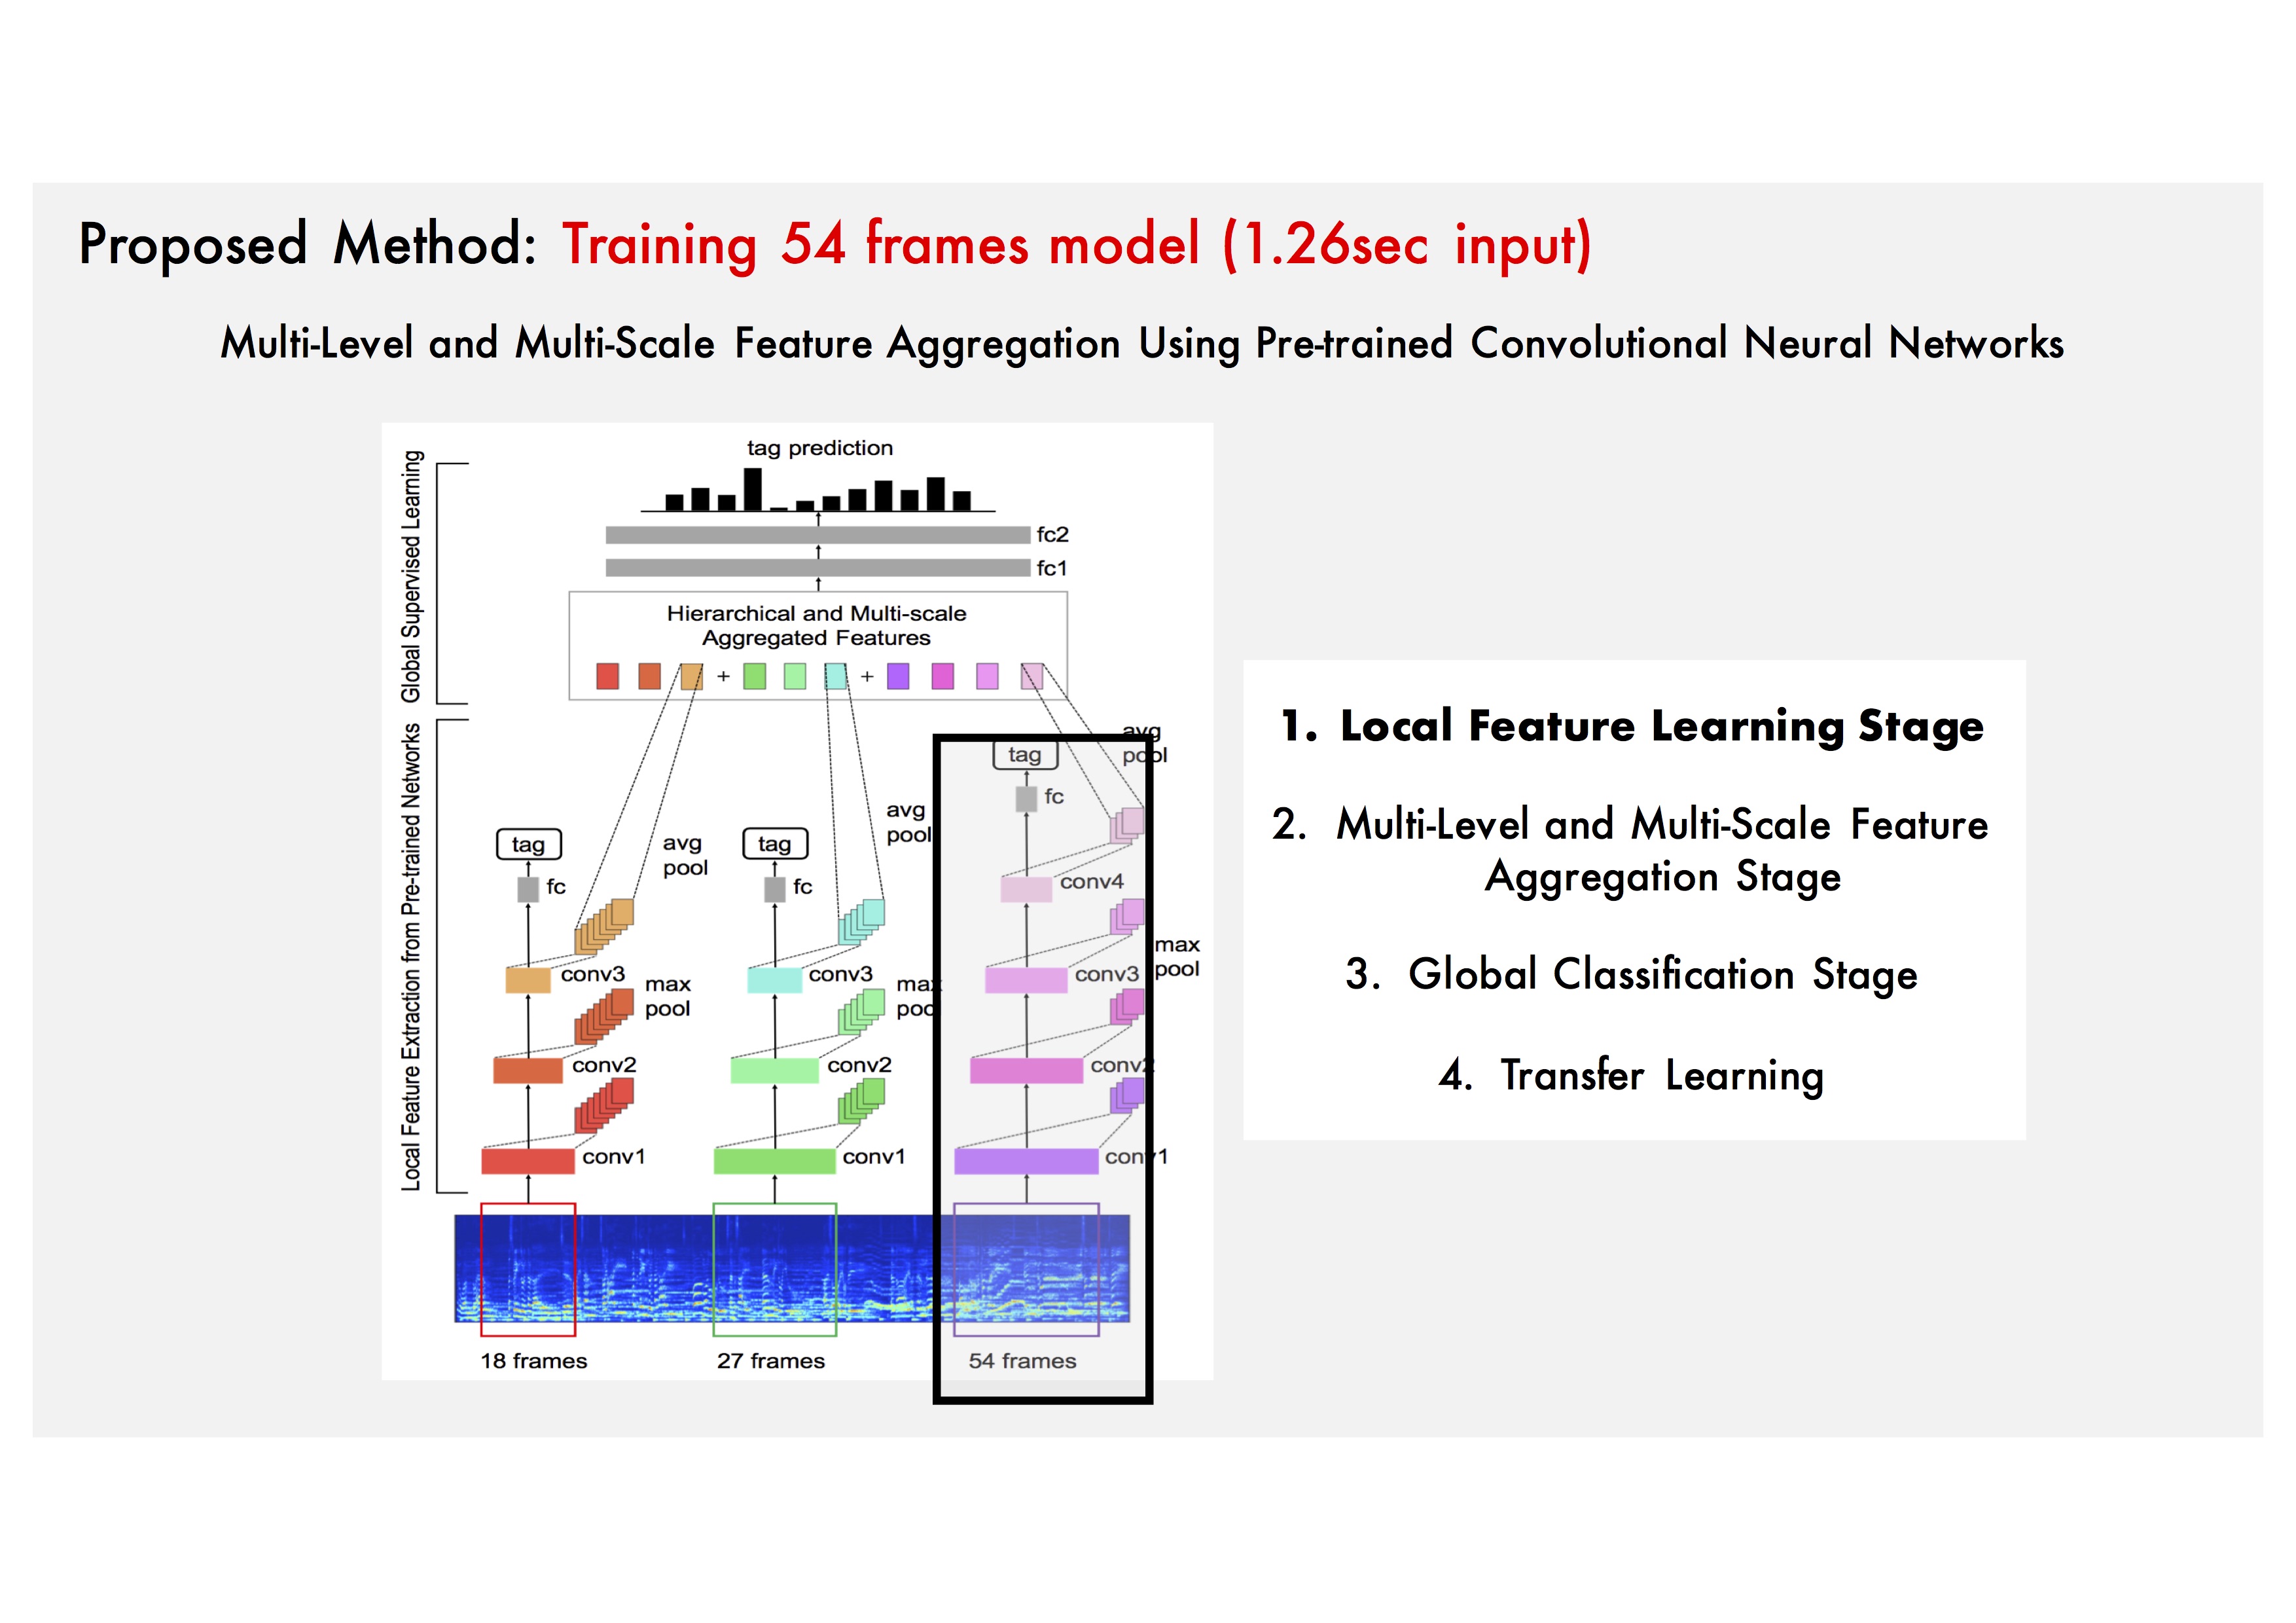 Proposed Method: Training 54 frames model (1.26sec input)
Multi-Level and Multi-Scale Feature Aggregation Using Pre-trained Convolutional Neural Networks
Global Supervised Learning
tag prediction
fc2
fc1
Hierarchical and Multi-scale
Aggregated Features
+ +
Local Feature Extraction from Pre-trained Networks
tag
fc
avg
pool
conv3
max
pool
conv2
conv1
18 frames
tag
fc
avg
pool
conv3
max
pool
conv2
conv1
27 frames
avg
pool
tag
fc
conv4
conv3
max
pool
conv2
conv1
54 frames
1. Local Feature Learning Stage
2. Multi-Level and Multi-Scale Feature
Aggregation Stage
3. Global Classification Stage
4. Transfer Learning